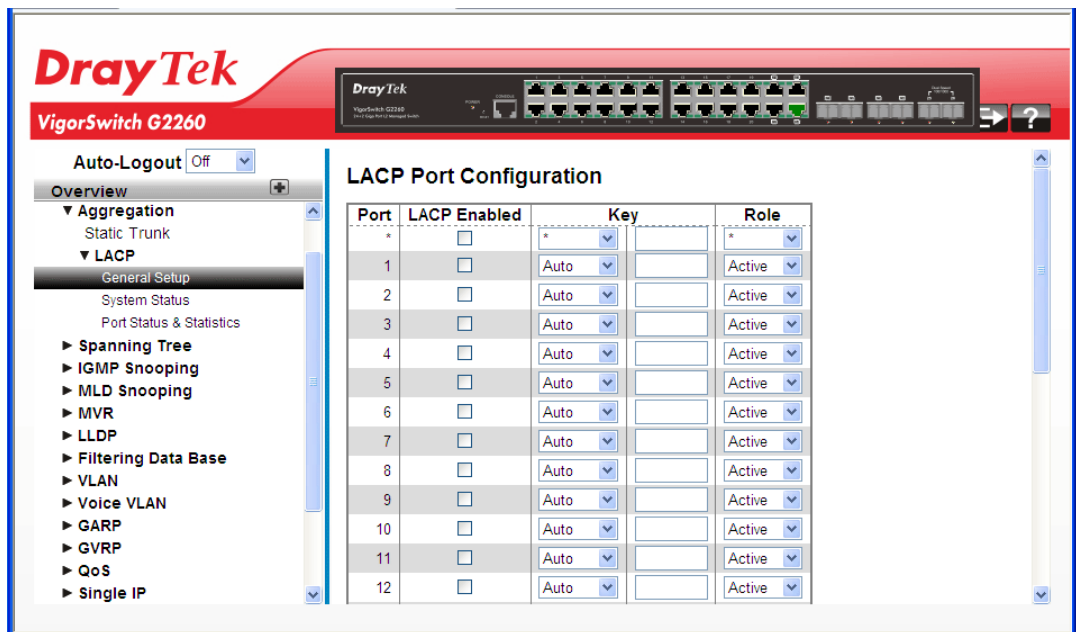 DrayTek
VigorSwitch G2260
DrayTek
VigorSwitch G2260
POWER
CONSOLE
?
Auto-Logout Off
Overview
▼ Aggregation
Static Trunk
▼ LACP
General Setup
System Status
Port Status & Statistics
► Spanning Tree
► IGMP Snooping
► MLD Snooping
► MVR
► LLDP
► Filtering Data Base
► VLAN
► Voice VLAN
► GARP
► GVRP
► QoS
► Single IP
LACP Port Configuration
Port LACP Enabled Key Role
* * *
1 Auto Active
2 Auto Active
3 Auto Active
4 Auto Active
5 Auto Active
6 Auto Active
7 Auto Active
8 Auto Active
9 Auto Active
10 Auto Active
11 Auto Active
12 Auto Active